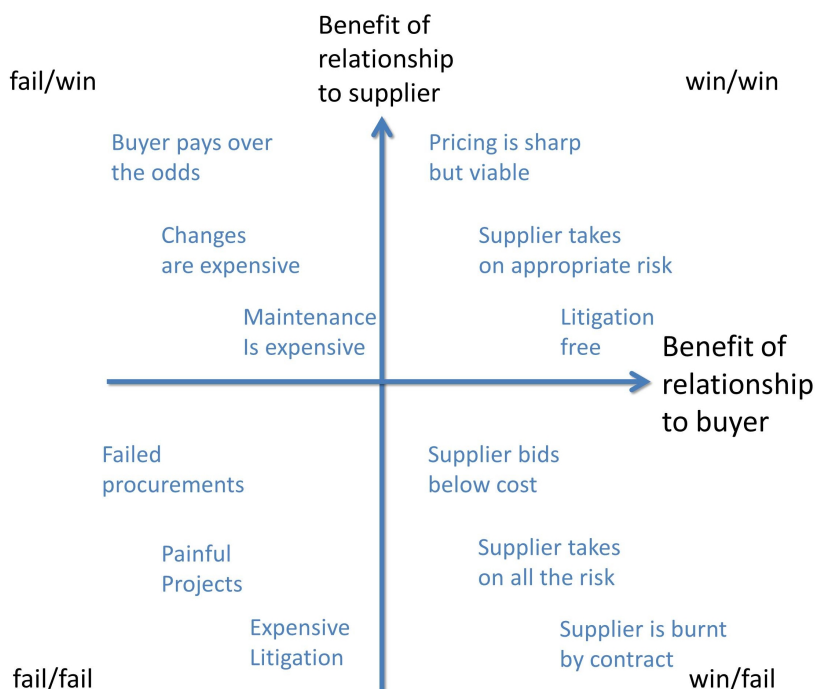 Benefit of
relationship
to supplier
fail/win
win/win
Buyer pays over
the odds
Pricing is sharp
but viable
Changes
are expensive
Supplier takes
on appropriate risk
Maintenance
Is expensive
Litigation
free
Benefit of
relationship
to buyer
Failed
procurements
Supplier bids
below cost
Painful
Projects
Supplier takes
on all the risk
Expensive
Litigation
Supplier is burnt
by contract
fail/fail
win/fail